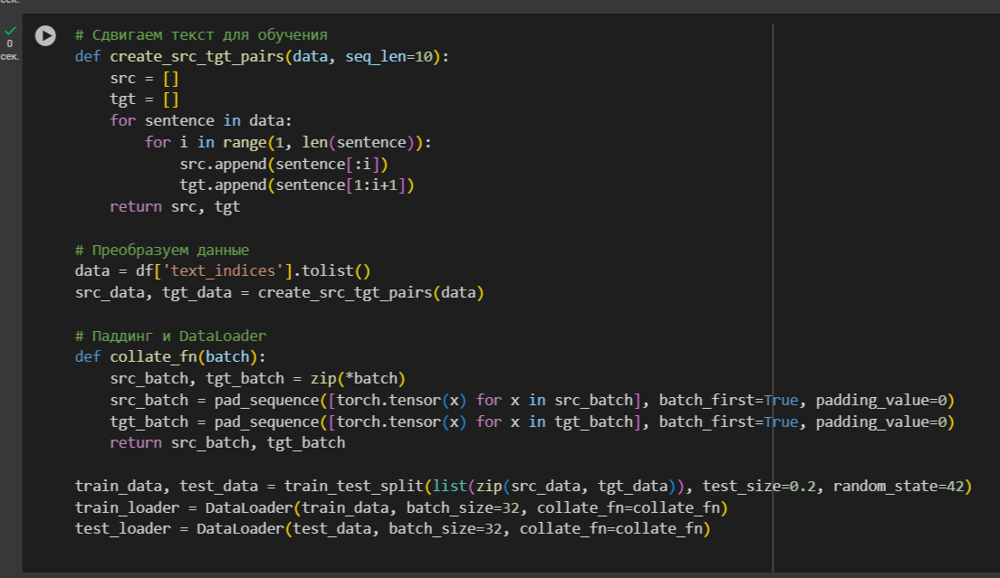 сек.
0
сек.
# Сдвигаем текст для обучения
def create_src_tgt_pairs(data, seq_len=10):
    src = []
    tgt = []
    for sentence in data:
        for i in range(1, len(sentence)):
            src.append(sentence[:i])
            tgt.append(sentence[1:i+1])
    return src, tgt

# Преобразуем данные
data = df['text_indices'].tolist()
src_data, tgt_data = create_src_tgt_pairs(data)

# Паддинг и DataLoader
def collate_fn(batch):
    src_batch, tgt_batch = zip(*batch)
    src_batch = pad_sequence([torch.tensor(x) for x in src_batch], batch_first=True, padding_value=0)
    tgt_batch = pad_sequence([torch.tensor(x) for x in tgt_batch], batch_first=True, padding_value=0)
    return src_batch, tgt_batch

train_data, test_data = train_test_split(list(zip(src_data, tgt_data)), test_size=0.2, random_state=42)
train_loader = DataLoader(train_data, batch_size=32, collate_fn=collate_fn)
test_loader = DataLoader(test_data, batch_size=32, collate_fn=collate_fn)